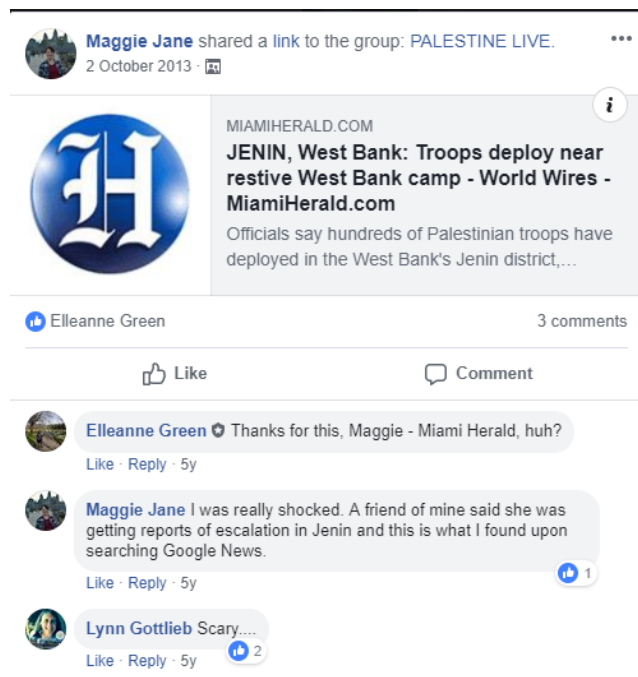 Maggie Jane shared a link to the group: PALESTINE LIVE.
2 October 2013 ·
i
H
MIAMIHERALD.COM
JENIN, West Bank: Troops deploy near
restive West Bank camp - World Wires -
MiamiHerald.com
Officials say hundreds of Palestinian troops have
deployed in the West Bank's Jenin district,...
Elleanne Green
3 comments
Like
Comment
Elleanne Green Thanks for this, Maggie - Miami Herald, huh?
Like · Reply · 5y
Maggie Jane I was really shocked. A friend of mine said she was
getting reports of escalation in Jenin and this is what I found upon
searching Google News.
1
Like · Reply · 5y
Lynn Gottlieb Scary....
2
Like · Reply · 5y